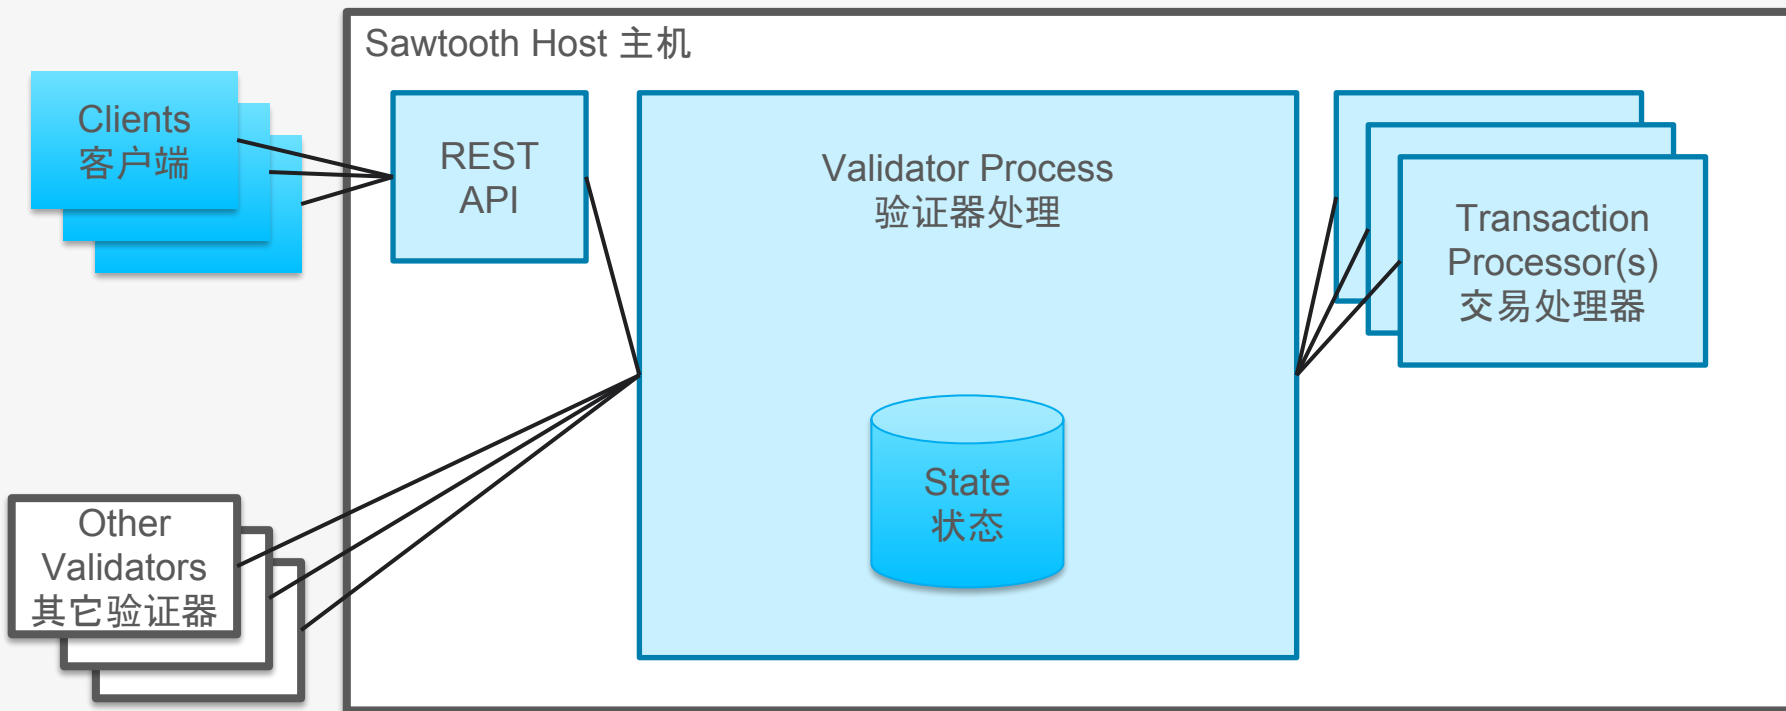 Sawtooth Host 主机
Clients
客户端
REST
API
Validator Process
验证器处理
Transaction
Processor(s)
交易处理器
State
状态
Other
Validators
其它验证器